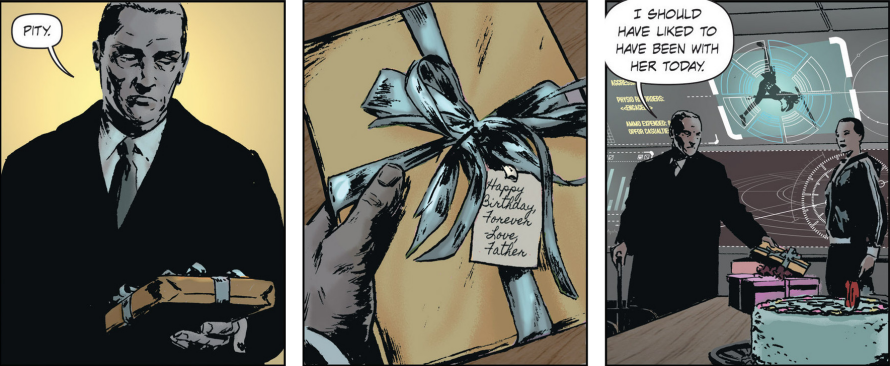 PITY.
Happy
Birthday,
Forever
Love,
Father
I SHOULD
HAVE LIKED TO
HAVE BEEN WITH
HER TODAY.
AMMO EXPENDED: